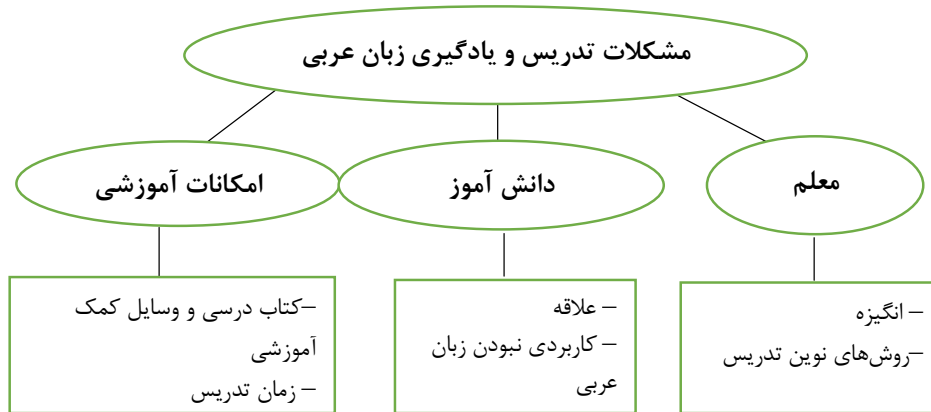 مشکلات تدریس و یادگیری زبان عربی
معلم
دانش آموز
امکانات آموزشی
– انگیزه
–روش‌های نوین تدریس
– علاقه
– کاربردی نبودن زبان
عربی
–کتاب درسی و وسایل کمک
آموزشی
– زمان تدریس